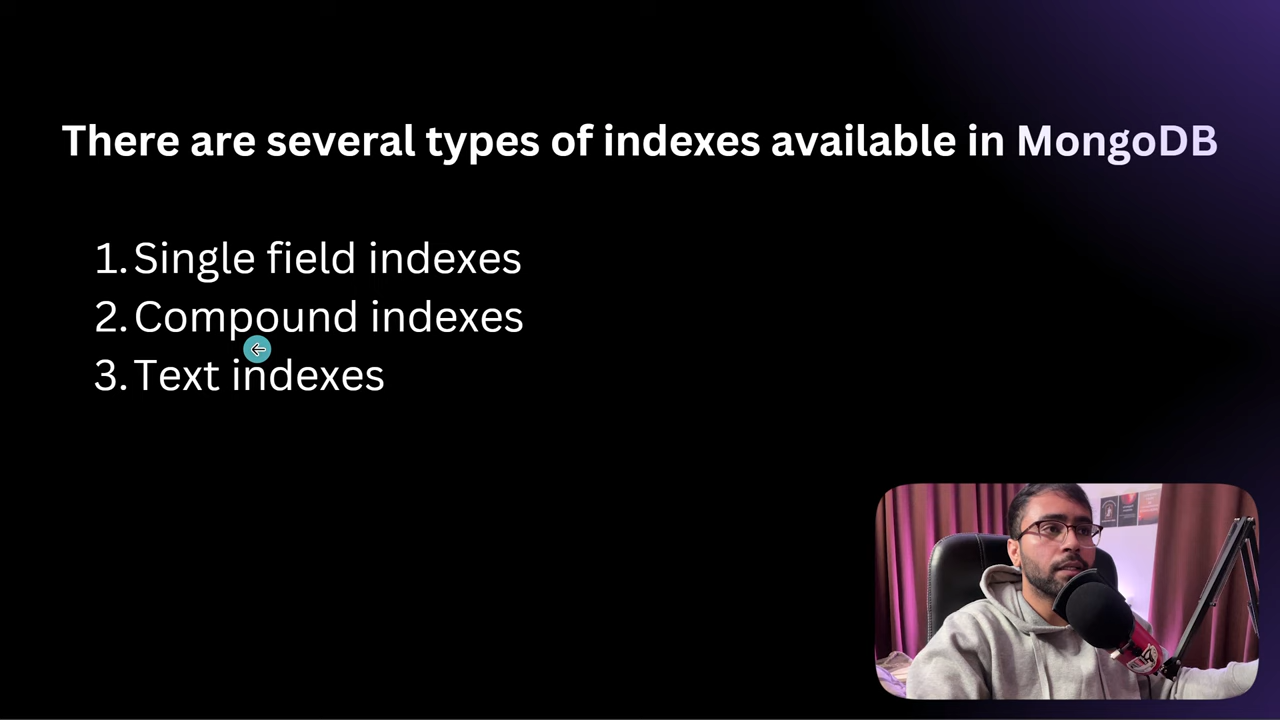 There are several types of indexes available in MongoDB
1. Single field indexes
2. Compound indexes
3. Text indexes